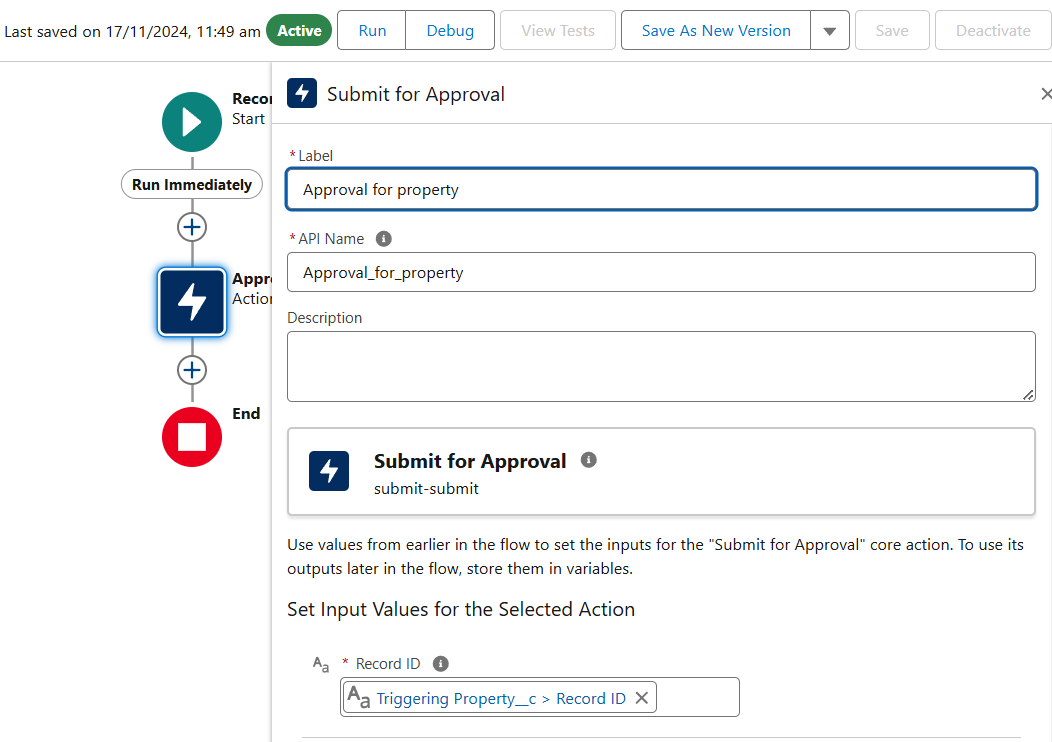 Last saved on 17/11/2024, 11:49 am Active Run Debug View Tests Save As New Version Save Deactivate
Recor
Start
Run Immediately
Appro
Action
End
Submit for Approval
* Label
Approval for property
* API Name
Approval_for_property
Description
Submit for Approval
submit-submit
Use values from earlier in the flow to set the inputs for the "Submit for Approval" core action. To use its
outputs later in the flow, store them in variables.
Set Input Values for the Selected Action
Aa * Record ID
Aa Triggering Property__c > Record ID